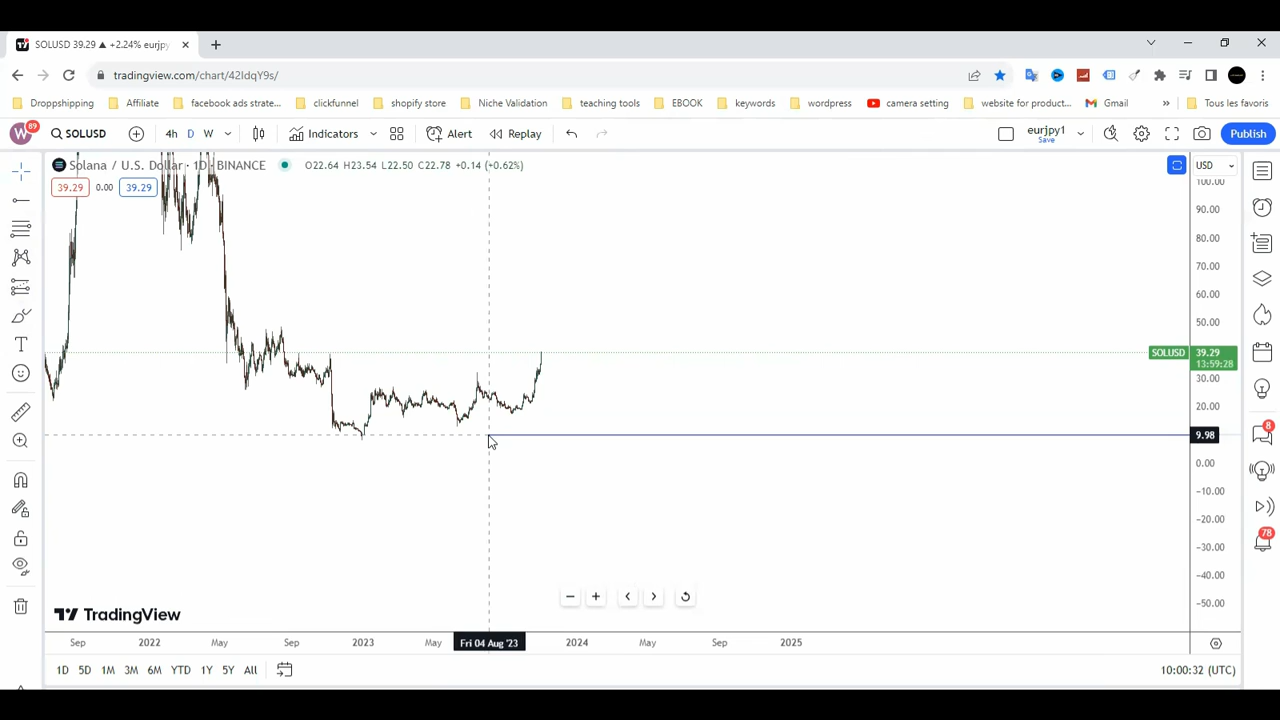 SOLUSD 39.29 ▲ +2.24% eurjpy
tradingview.com/chart/42ldqY9s/
Droppshipping Affiliate facebook ads strate... clickfunnel shopify store Niche Validation teaching tools EBOOK keywords wordpress camera setting website for product... Gmail » Tous les favoris
W 89 SOLUSD 4h D W Indicators Alert Replay eurjpy1 Save Publish
Solana / U.S. Dollar · 1D · BINANCE O22.64 H23.54 L22.50 C22.78 +0.14 (+0.62%) USD
39.29 0.00 39.29
100.00
90.00
80.00
70.00
60.00
50.00
SOLUSD 39.29
13:59:28
30.00
20.00
8
9.98
0.00
−10.00
−20.00
−30.00
78
−40.00
−50.00
TradingView
Sep 2022 May Sep 2023 May Fri 04 Aug '23 2024 May Sep 2025
1D 5D 1M 3M 6M YTD 1Y 5Y All 10:00:32 (UTC)